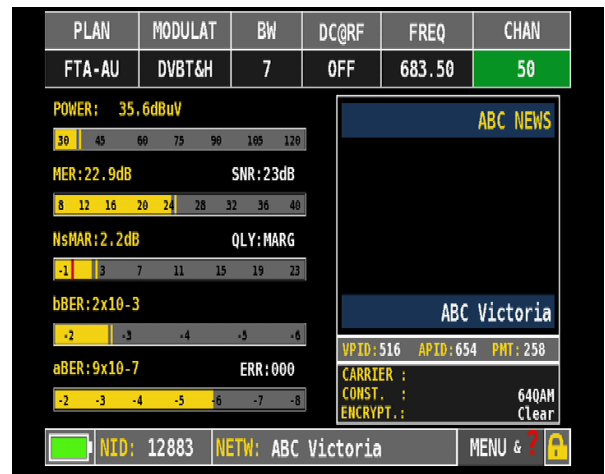 PLAN MODULAT BW DC@RF FREQ CHAN
FTA-AU DVBT&H 7 OFF 683.50 50
POWER: 35.6dBuV
30 45 60 75 90 105 120
MER:22.9dB SNR:23dB
8 12 16 20 24 28 32 36 40
NsMAR:2.2dB QLY:MARG
-1 3 7 11 15 19 23
bBER:2x10-3
-2 -3 -4 -5 -6
aBER:9x10-7 ERR:000
-2 -3 -4 -5 -6 -7 -8
ABC NEWS
ABC Victoria
VPID:516 APID:654 PMT:258
CARRIER :
CONST. : 64QAM
ENCRYPT.: Clear
NID: 12883 NETW: ABC Victoria MENU & ?